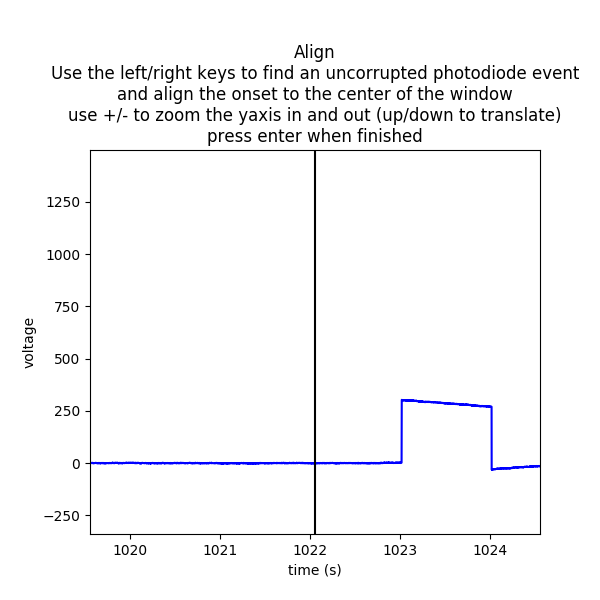 Align
Use the left/right keys to find an uncorrupted photodiode event
and align the onset to the center of the window
use +/- to zoom the yaxis in and out (up/down to translate)
press enter when finished
1250
1000
750
500
250
0
−250
voltage
1020 1021 1022 1023 1024
time (s)